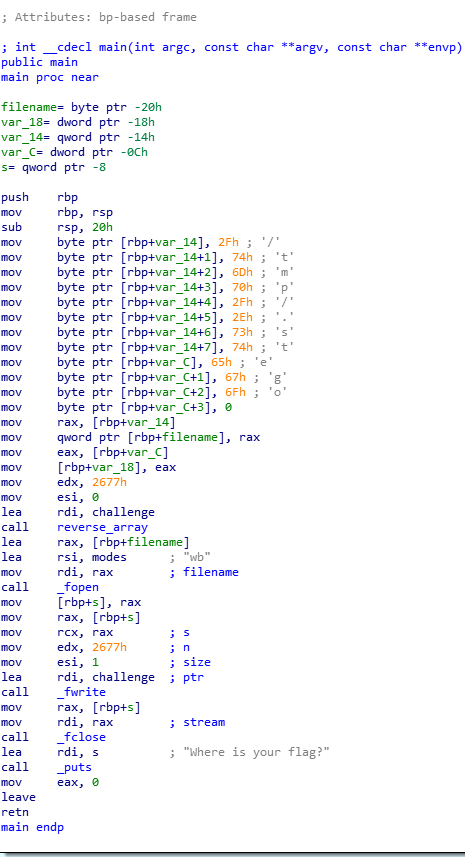 ; Attributes: bp-based frame
; int __cdecl main(int argc, const char **argv, const char **envp)
public main
main proc near
filename= byte ptr -20h
var_18= dword ptr -18h
var_14= qword ptr -14h
var_C= dword ptr -0Ch
s= qword ptr -8
push    rbp
mov     rbp, rsp
sub     rsp, 20h
mov     byte ptr [rbp+var_14], 2Fh ; '/'
mov     byte ptr [rbp+var_14+1], 74h ; 't'
mov     byte ptr [rbp+var_14+2], 6Dh ; 'm'
mov     byte ptr [rbp+var_14+3], 70h ; 'p'
mov     byte ptr [rbp+var_14+4], 2Fh ; '/'
mov     byte ptr [rbp+var_14+5], 2Eh ; '.'
mov     byte ptr [rbp+var_14+6], 73h ; 's'
mov     byte ptr [rbp+var_14+7], 74h ; 't'
mov     byte ptr [rbp+var_C], 65h ; 'e'
mov     byte ptr [rbp+var_C+1], 67h ; 'g'
mov     byte ptr [rbp+var_C+2], 6Fh ; 'o'
mov     byte ptr [rbp+var_C+3], 0
mov     rax, [rbp+var_14]
mov     qword ptr [rbp+filename], rax
mov     eax, [rbp+var_C]
mov     [rbp+var_18], eax
mov     edx, 2677h
mov     esi, 0
lea     rdi, challenge
call    reverse_array
lea     rax, [rbp+filename]
lea     rsi, modes      ; "wb"
mov     rdi, rax        ; filename
call    _fopen
mov     [rbp+s], rax
mov     rax, [rbp+s]
mov     rcx, rax        ; s
mov     edx, 2677h      ; n
mov     esi, 1          ; size
lea     rdi, challenge  ; ptr
call    _fwrite
mov     rax, [rbp+s]
mov     rdi, rax        ; stream
call    _fclose
lea     rdi, s          ; "Where is your flag?"
call    _puts
mov     eax, 0
leave
retn
main endp